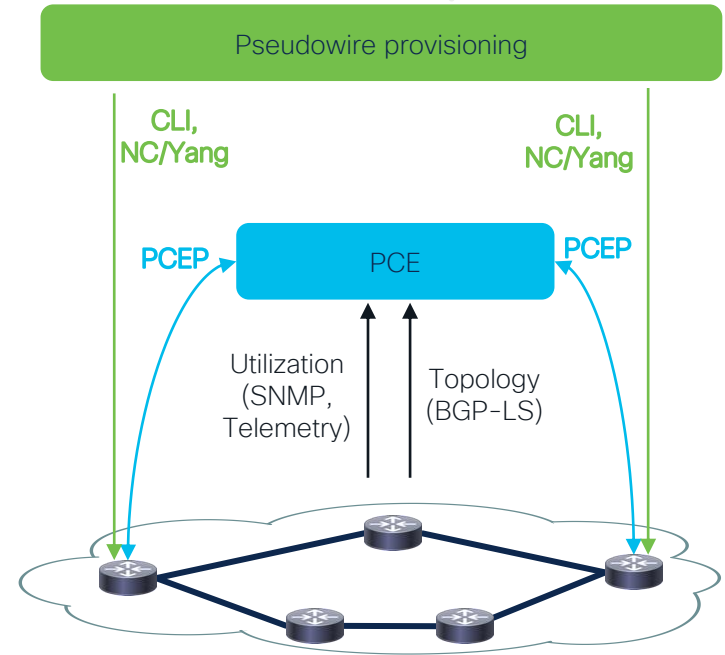 Pseudowire provisioning
CLI,
NC/Yang
CLI,
NC/Yang
PCEP
PCE
PCEP
Utilization
(SNMP,
Telemetry)
Topology
(BGP-LS)